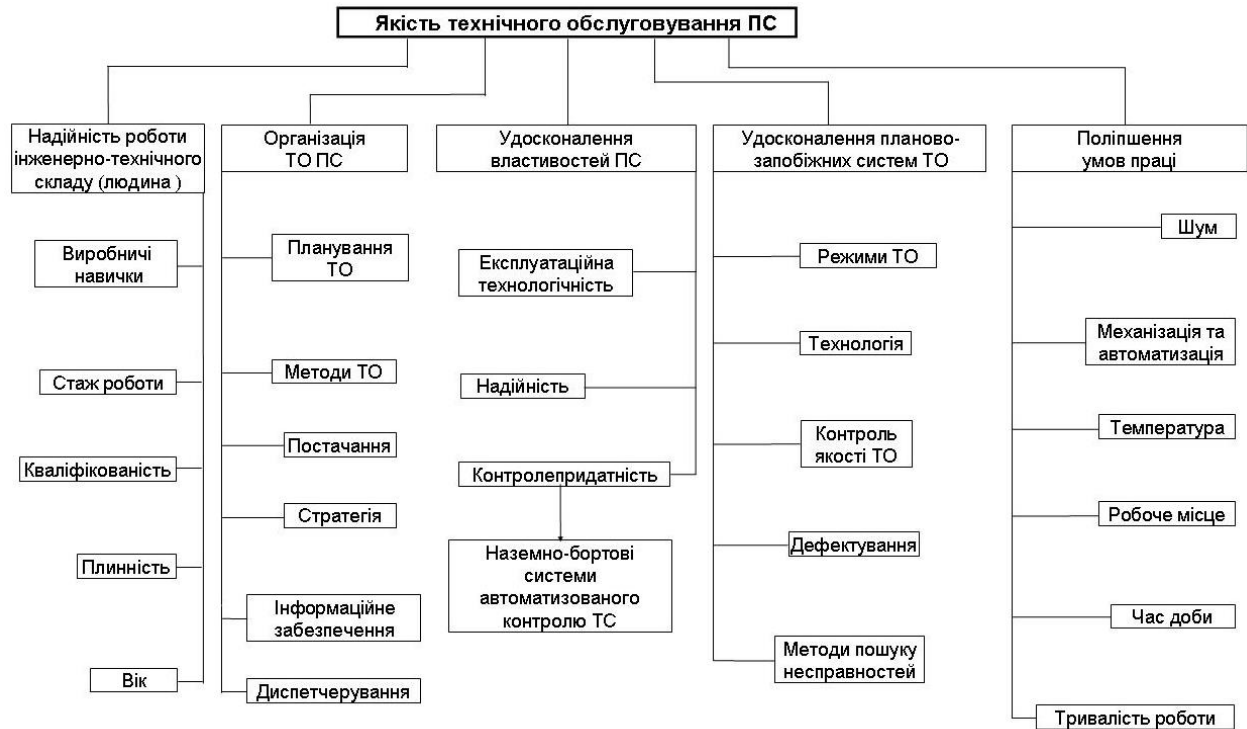 Якість технічного обслуговування ПС
Надійність роботи
інженерно-технічного
складу (людина )
Виробничі
навички
Стаж роботи
Кваліфікованість
Плинність
Вік
Організація
ТО ПС
Планування
ТО
Методи ТО
Постачання
Стратегія
Інформаційне
забезпечення
Диспетчерування
Удосконалення
властивостей ПС
Експлуатаційна
технологічність
Надійність
Контролепридатність
Наземно-бортові
системи
автоматизованого
контролю ТС
Удосконалення планово-
запобіжних систем ТО
Режими ТО
Технологія
Контроль
якості ТО
Дефектування
Методи пошуку
несправностей
Поліпшення
умов праці
Шум
Механізація та
автоматизація
Температура
Робоче місце
Час доби
Тривалість роботи